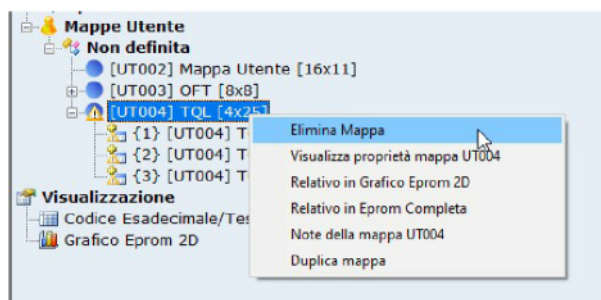 Mappe Utente
Non definita
[UT002] Mappa Utente [16x11]
[UT003] OFT [8x8]
[UT004] TQL [4x25]
{1} [UT004] T
{2} [UT004] T
{3} [UT004] T
Visualizzazione
Codice Esadecimale/Tes
Grafico Eprom 2D
Elimina Mappa
Visualizza proprietà mappa UT004
Relativo in Grafico Eprom 2D
Relativo in Eprom Completa
Note della mappa UT004
Duplica mappa